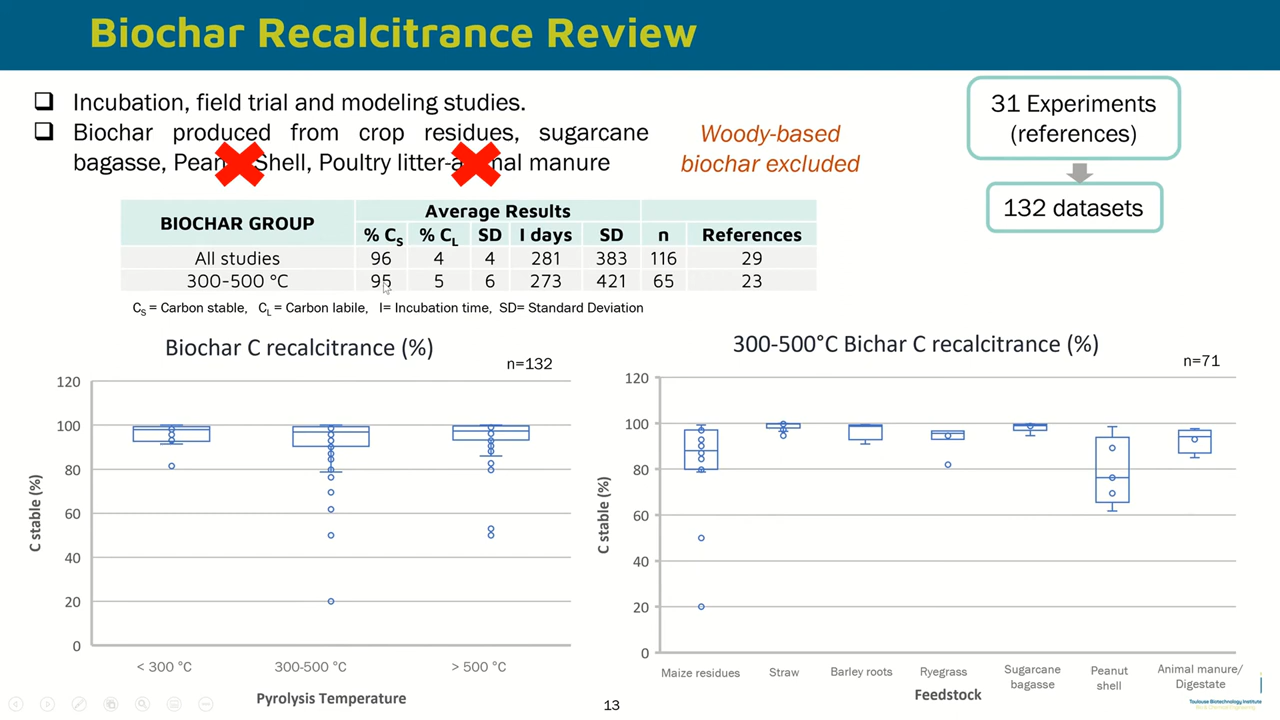 Biochar Recalcitrance Review
Incubation, field trial and modeling studies.
Biochar produced from crop residues, sugarcane
bagasse, Shell, Poultry manure
Woody-based
biochar excluded
31 Experiments
(references)
132 datasets
BIOCHAR GROUP Average Results
% CS % CL SD I days SD n References
All studies 96 4 4 281 383 116 29
300-500 °C 95 5 6 273 421 65 23
CS = Carbon stable, CL = Carbon labile, I= Incubation time, SD= Standard Deviation
Biochar C recalcitrance (%)
n=132
120
100
80
60
40
20
0
C stable (%)
< 300 °C 300-500 °C > 500 °C
Pyrolysis Temperature
300-500°C Bichar C recalcitrance (%)
n=71
120
100
80
60
40
20
0
C stable (%)
Maize residues Straw Barley roots Ryegrass Sugarcane bagasse Peanut shell Animal manure/ Digestate
Feedstock
13
Toulouse Biotechnology Institute